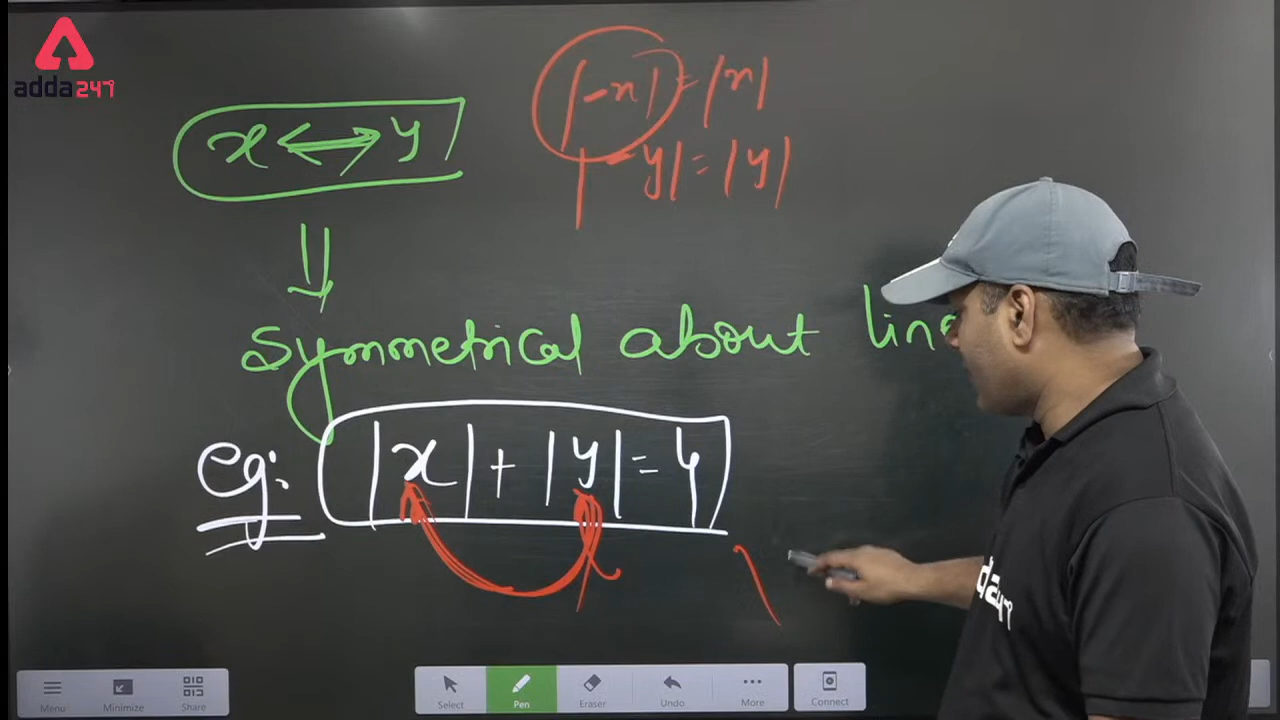 adda247
|-x| = |x|
x ↔ y
|-y| = |y|
⇓
Symmetrical about line
eg: |x| + |y| = 4
Menu Minimize Share Select Pen Eraser Undo More Connect